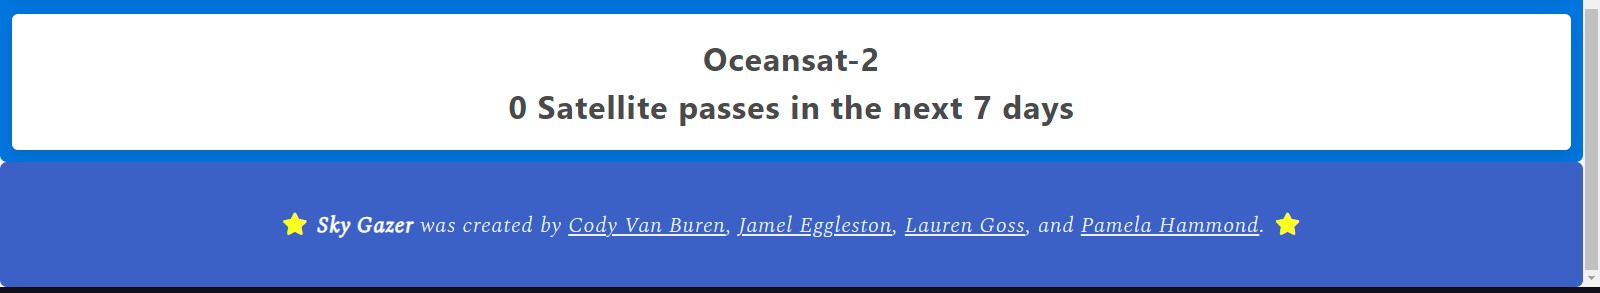 Oceansat-2
0 Satellite passes in the next 7 days
Sky Gazer was created by Cody Van Buren, Jamel Eggleston, Lauren Goss, and Pamela Hammond.